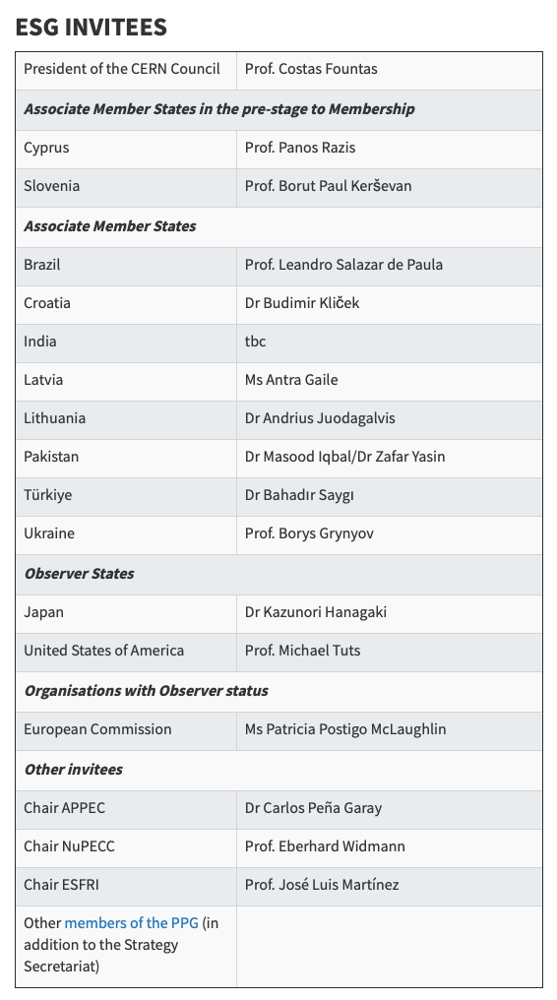 ESG INVITEES
President of the CERN Council Prof. Costas Fountas
Associate Member States in the pre-stage to Membership
Cyprus Prof. Panos Razis
Slovenia Prof. Borut Paul Kerševan
Associate Member States
Brazil Prof. Leandro Salazar de Paula
Croatia Dr Budimir Kliček
India tbc
Latvia Ms Antra Gaile
Lithuania Dr Andrius Juodagalvis
Pakistan Dr Masood Iqbal/Dr Zafar Yasin
Türkiye Dr Bahadır Saygı
Ukraine Prof. Borys Grynyov
Observer States
Japan Dr Kazunori Hanagaki
United States of America Prof. Michael Tuts
Organisations with Observer status
European Commission Ms Patricia Postigo McLaughlin
Other invitees
Chair APPEC Dr Carlos Peña Garay
Chair NuPECC Prof. Eberhard Widmann
Chair ESFRI Prof. José Luis Martínez
Other members of the PPG (in
addition to the Strategy
Secretariat)